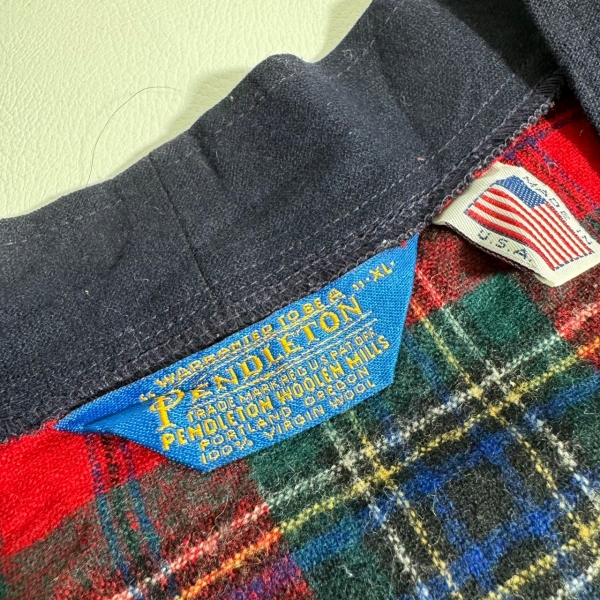 "WARRANTED TO BE A"
·XL·
PENDLETON
TRADE MARK REG US PAT OFF
PENDLETON WOOLEN MILLS
PORTLAND OREGON
100% VIRGIN WOOL
MADE IN
U.S.A.